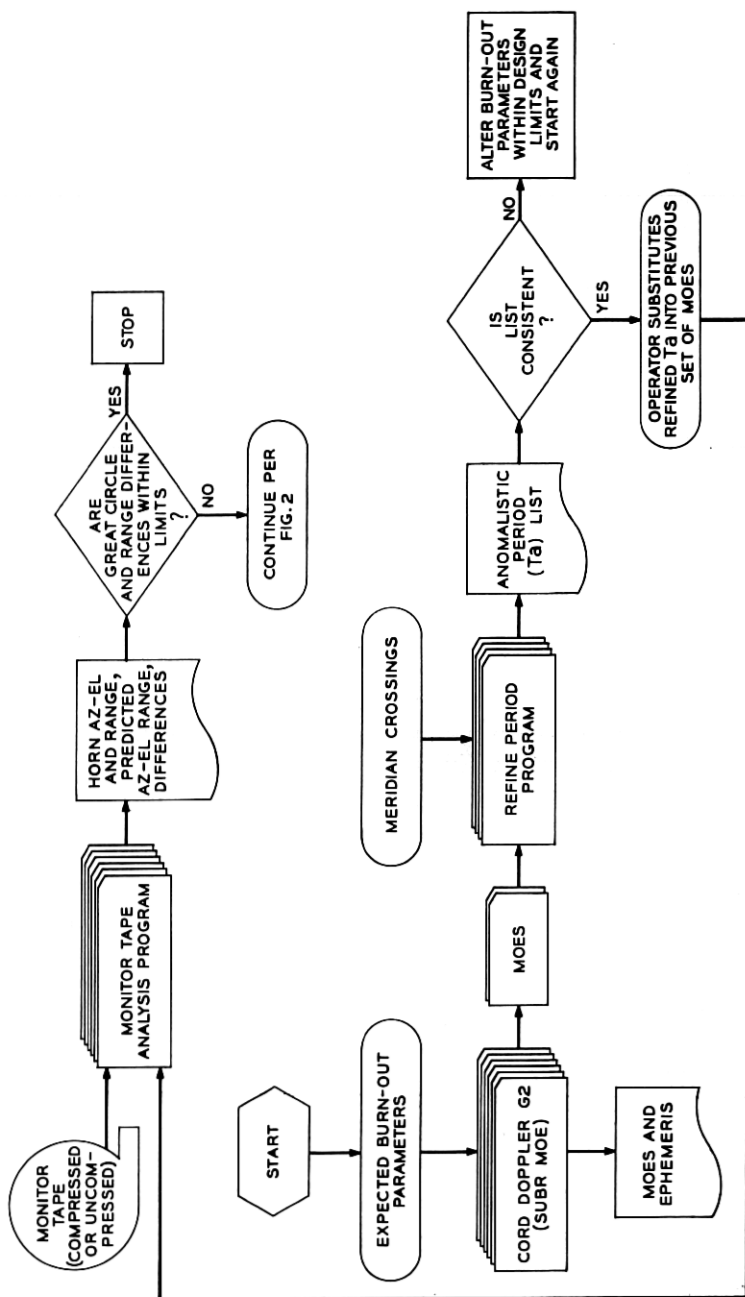 START
EXPECTED BURN-OUT
PARAMETERS
CORD DOPPLER G2
(SUBR MOE)
MOES AND
EPHEMERIS
MOES
MERIDIAN CROSSINGS
REFINE PERIOD
PROGRAM
ANOMALISTIC
PERIOD
(Ta) LIST
IS
LIST
CONSISTENT
?
NO
ALTER BURN-OUT
PARAMETERS
WITHIN DESIGN
LIMITS AND
START AGAIN
YES
OPERATOR SUBSTITUTES
REFINED Ta INTO PREVIOUS
SET OF MOES
MONITOR
TAPE
(COMPRESSED
OR UNCOM-
PRESSED)
MONITOR TAPE
ANALYSIS PROGRAM
HORN AZ-EL
AND RANGE,
PREDICTED
AZ-EL RANGE,
DIFFERENCES
ARE
GREAT CIRCLE
AND RANGE DIFFER-
ENCES WITHIN
LIMITS
?
YES
STOP
NO
CONTINUE PER
FIG. 2